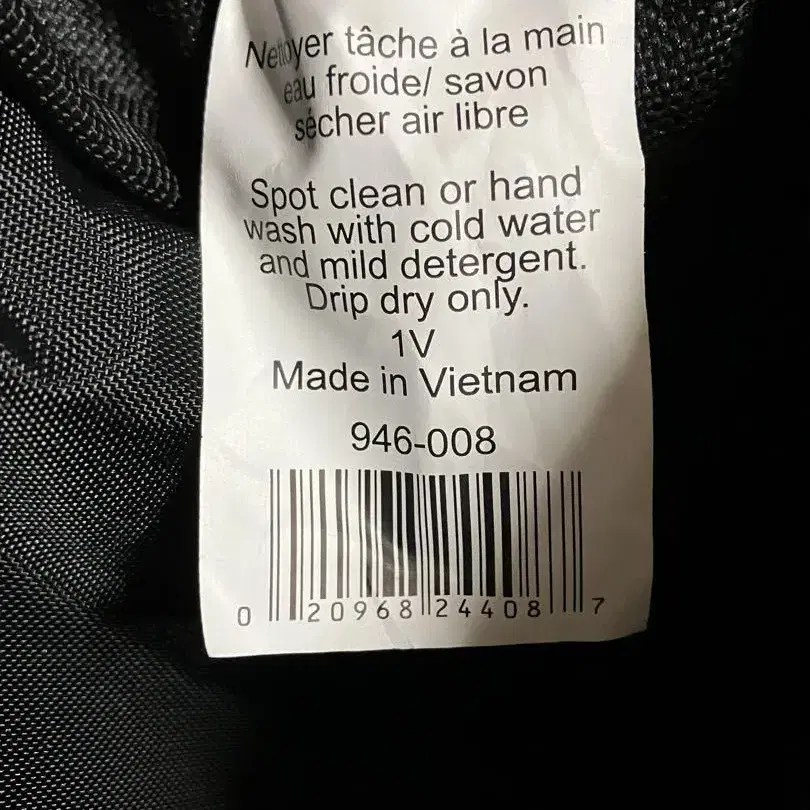 Nettoyer tâche à la main
eau froide/ savon
sécher air libre
Spot clean or hand
wash with cold water
and mild detergent.
Drip dry only.
1V
Made in Vietnam
946-008
0 20968 24408 7